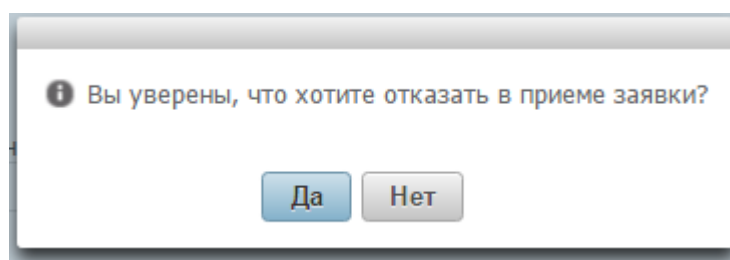 Вы уверены, что хотите отказать в приеме заявки?
Да Нет